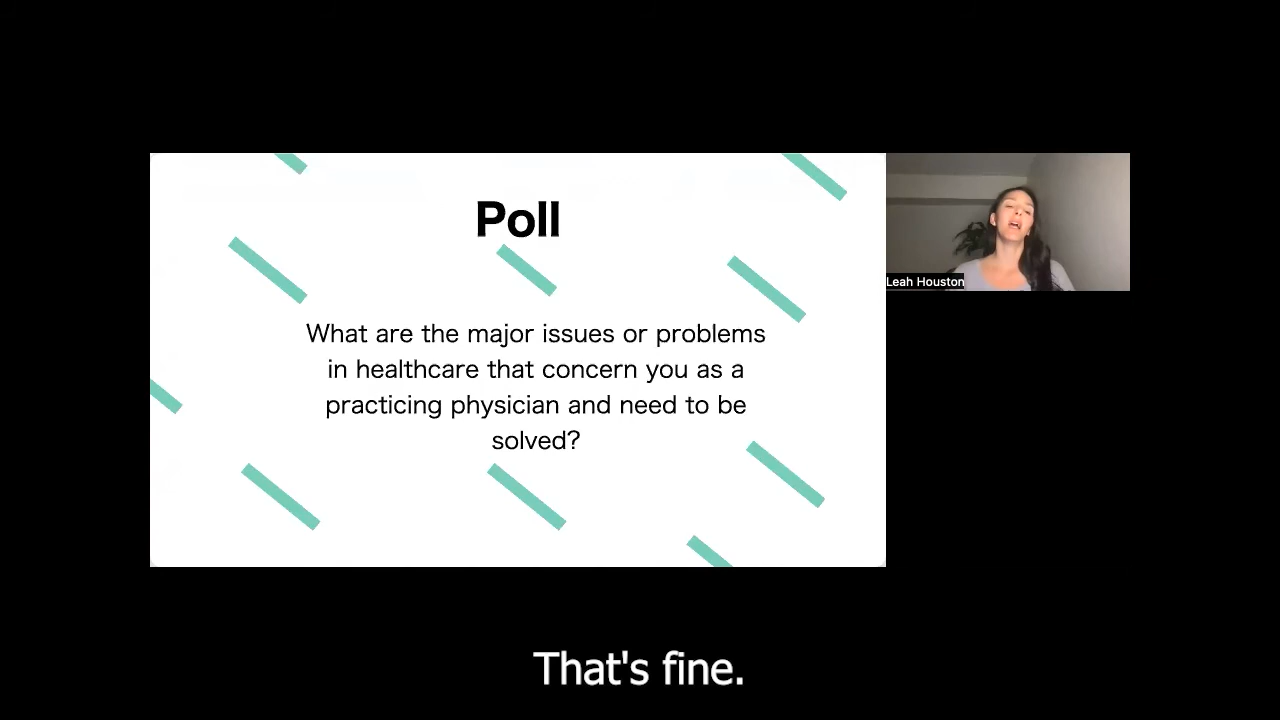 Poll
What are the major issues or problems
in healthcare that concern you as a
practicing physician and need to be
solved?
Leah Houston
That's fine.